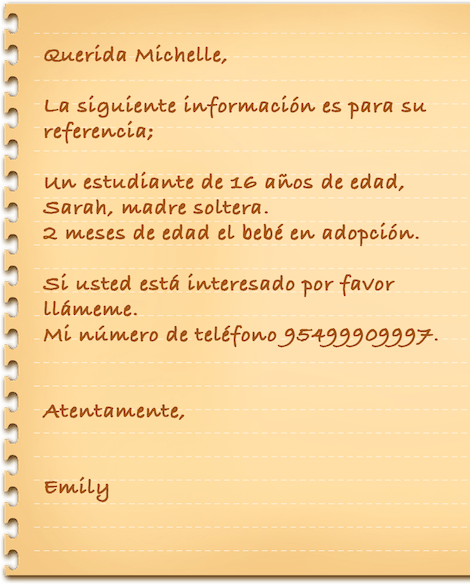 Querida Michelle,
La siguiente información es para su
referencia;
Un estudiante de 16 años de edad,
Sarah, madre soltera.
2 meses de edad el bebé en adopción.
Si usted está interesado por favor
llámeme.
Mi número de teléfono 95499909997.
Atentamente,
Emily